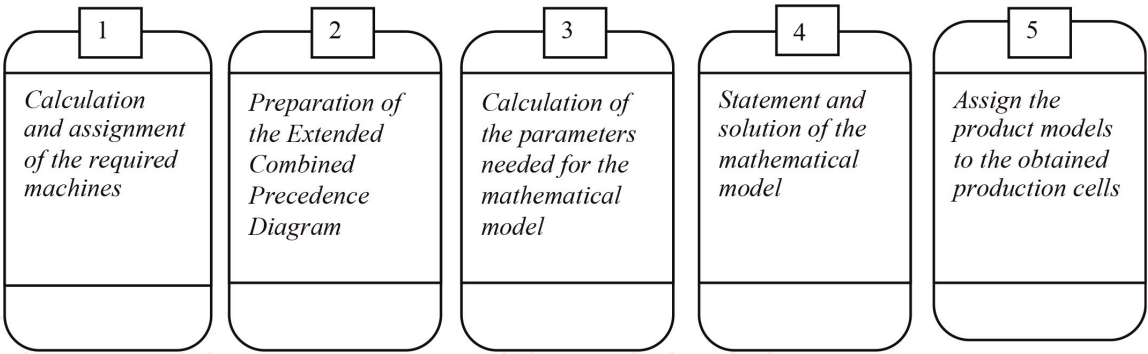 1
Calculation
and assignment
of the required
machines
2
Preparation of
the Extended
Combined
Precedence
Diagram
3
Calculation of
the parameters
needed for the
mathematical
model
4
Statement and
solution of the
mathematical
model
5
Assign the
product models
to the obtained
production cells